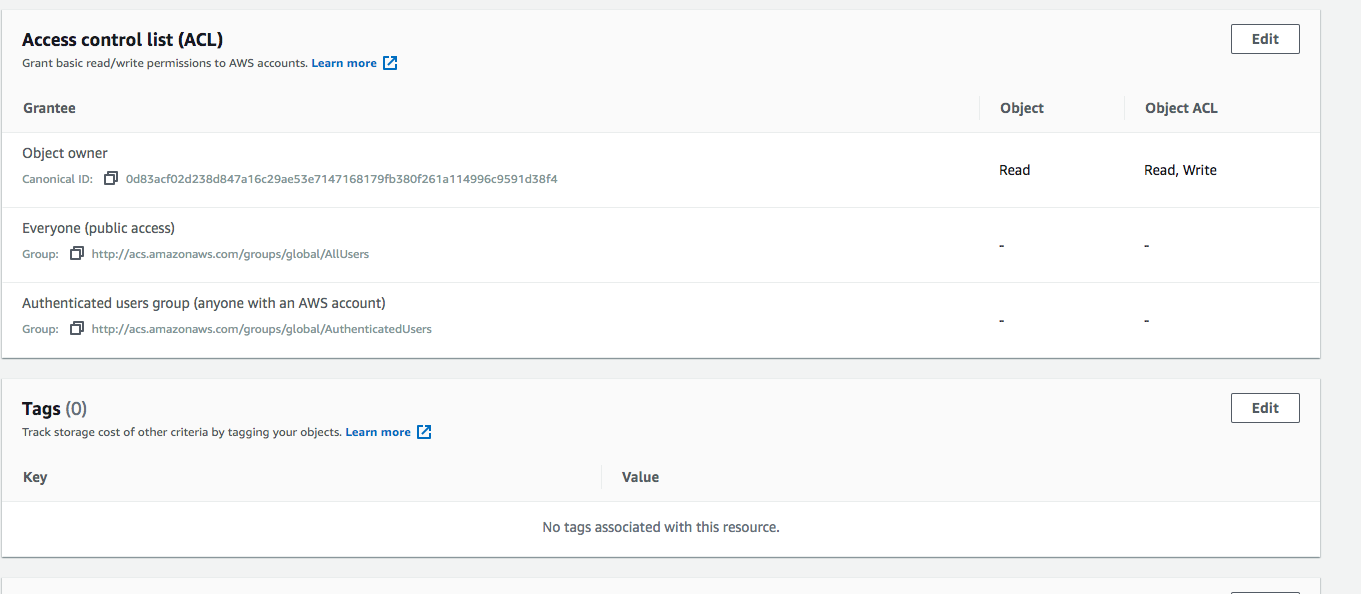 Access control list (ACL)
Edit
Grant basic read/write permissions to AWS accounts. Learn more
Grantee
Object
Object ACL
Object owner
Canonical ID: 0d83acf02d238d847a16c29ae53e7147168179fb380f261a114996c9591d38f4
Read
Read, Write
Everyone (public access)
Group: http://acs.amazonaws.com/groups/global/AllUsers
-
-
Authenticated users group (anyone with an AWS account)
Group: http://acs.amazonaws.com/groups/global/AuthenticatedUsers
-
-
Tags (0)
Edit
Track storage cost of other criteria by tagging your objects. Learn more
Key
Value
No tags associated with this resource.